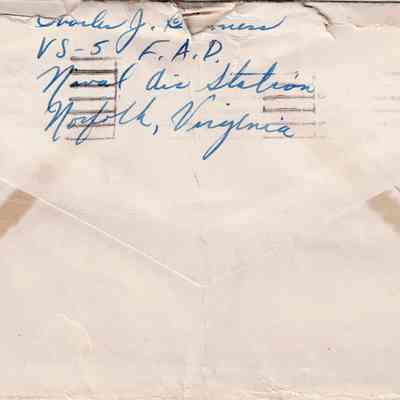 Charles J.
VS-5 F.A.D.
Naval Air Station
Norfolk, Virginia